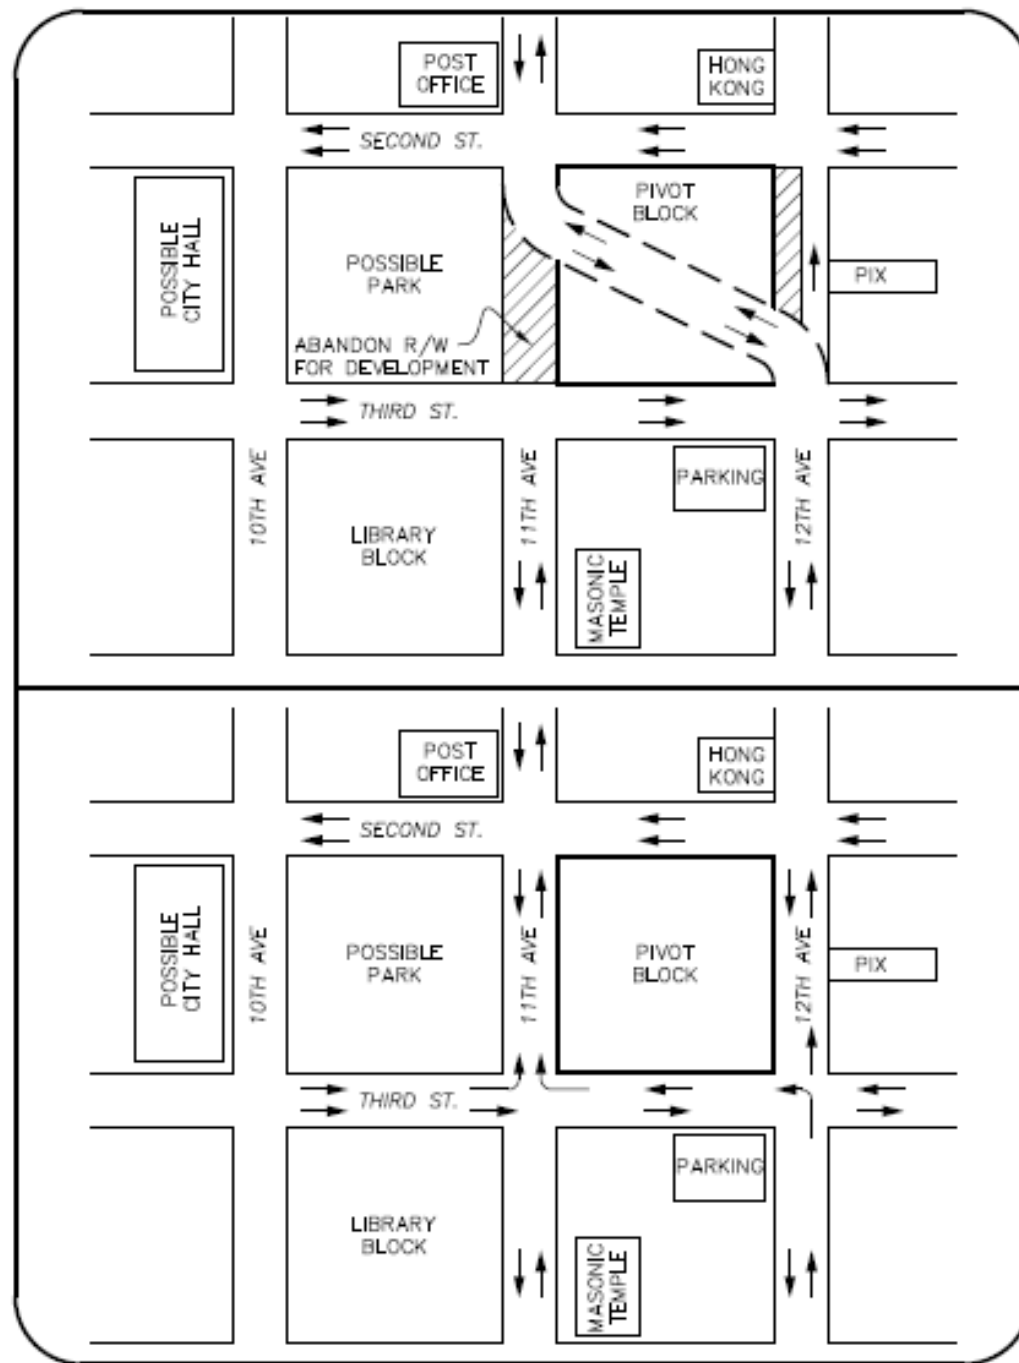 POST
OFFICE
HONG
KONG
SECOND ST.
POSSIBLE
CITY HALL
POSSIBLE
PARK
PIVOT
BLOCK
PIX
ABANDON R/W
FOR DEVELOPMENT
THIRD ST.
10TH AVE
LIBRARY
BLOCK
11TH AVE
MASONIC
TEMPLE
PARKING
12TH AVE
POST
OFFICE
HONG
KONG
SECOND ST.
POSSIBLE
CITY HALL
10TH AVE
POSSIBLE
PARK
11TH AVE
PIVOT
BLOCK
12TH AVE
PIX
THIRD ST.
LIBRARY
BLOCK
MASONIC
TEMPLE
PARKING